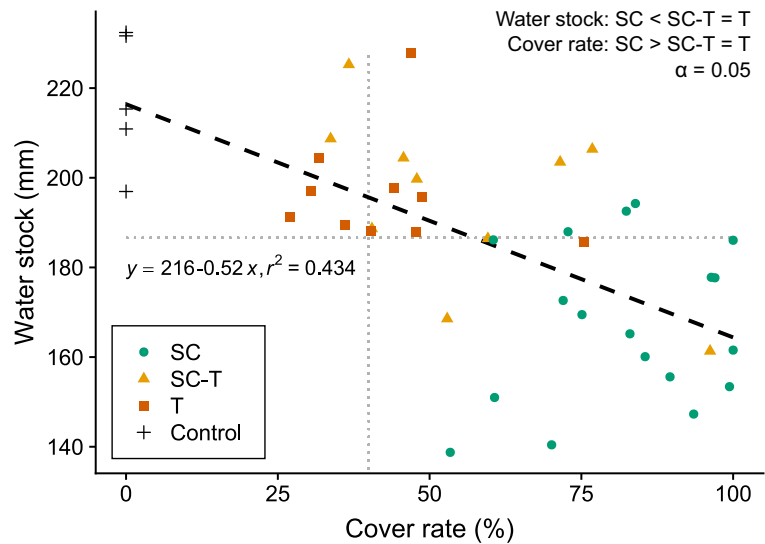 Water stock: SC < SC-T = T
Cover rate: SC > SC-T = T
α = 0.05
Water stock (mm)
220
200
180
160
140
y = 216-0.52 x, r² = 0.434
SC
SC-T
T
Control
0
25
50
75
100
Cover rate (%)